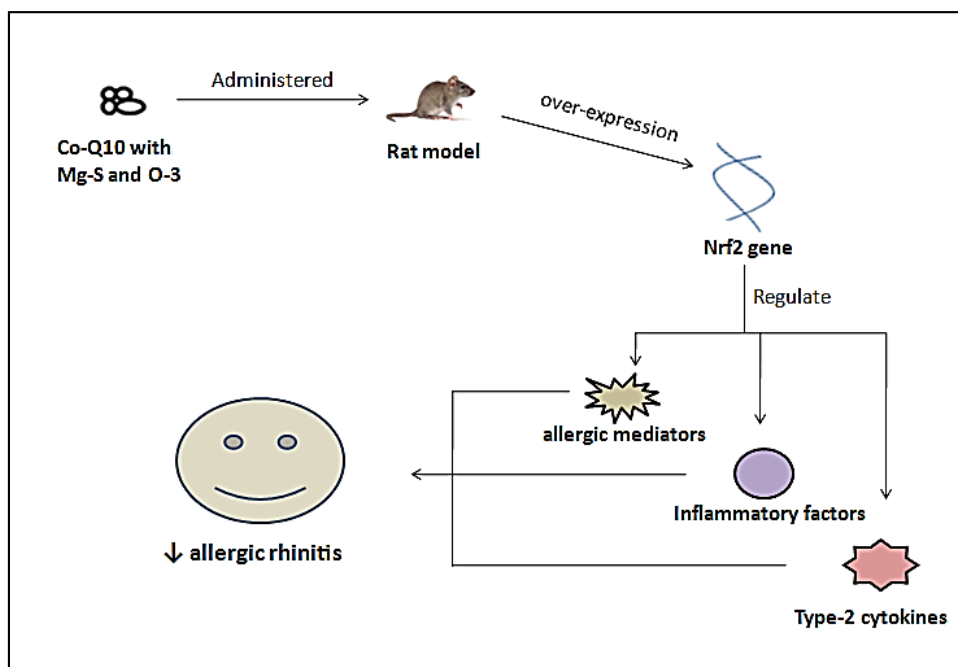 Administered
Co-Q10 with
Mg-S and O-3
Rat model
over-expression
Nrf2 gene
Regulate
allergic mediators
Inflammatory factors
↓ allergic rhinitis
Type-2 cytokines